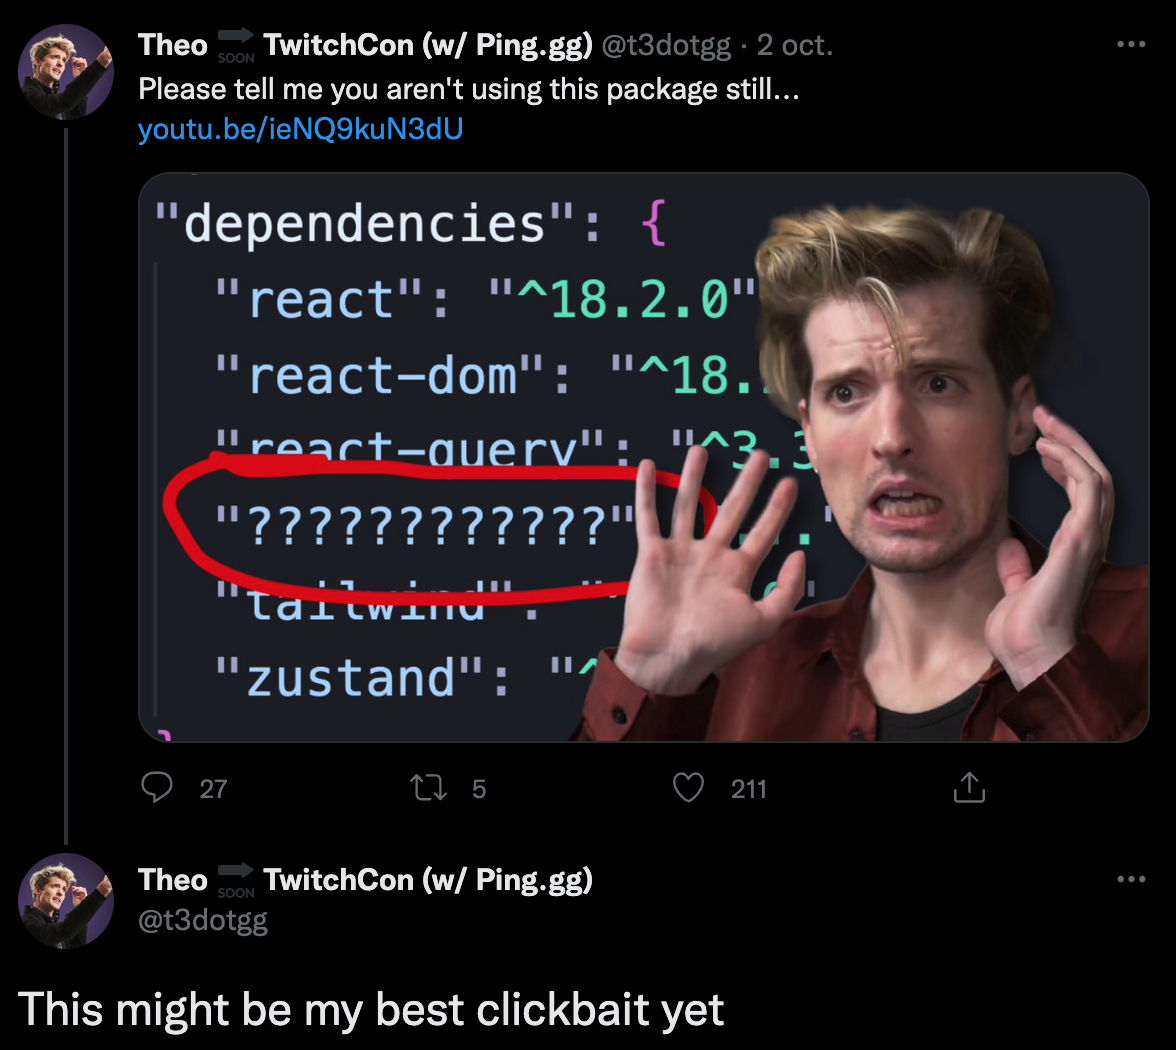 Theo 🔜 TwitchCon (w/ Ping.gg) @t3dotgg · 2 oct.
Please tell me you aren't using this package still...
youtu.be/ieNQ9kuN3dU
"dependencies": {
"react": "^18.2.0"
"react-dom": "^18.
"react-query": "^3.3
"????????????"
"tailwind": "
"zustand": "^
}
27 5 211
Theo 🔜 TwitchCon (w/ Ping.gg)
@t3dotgg
This might be my best clickbait yet